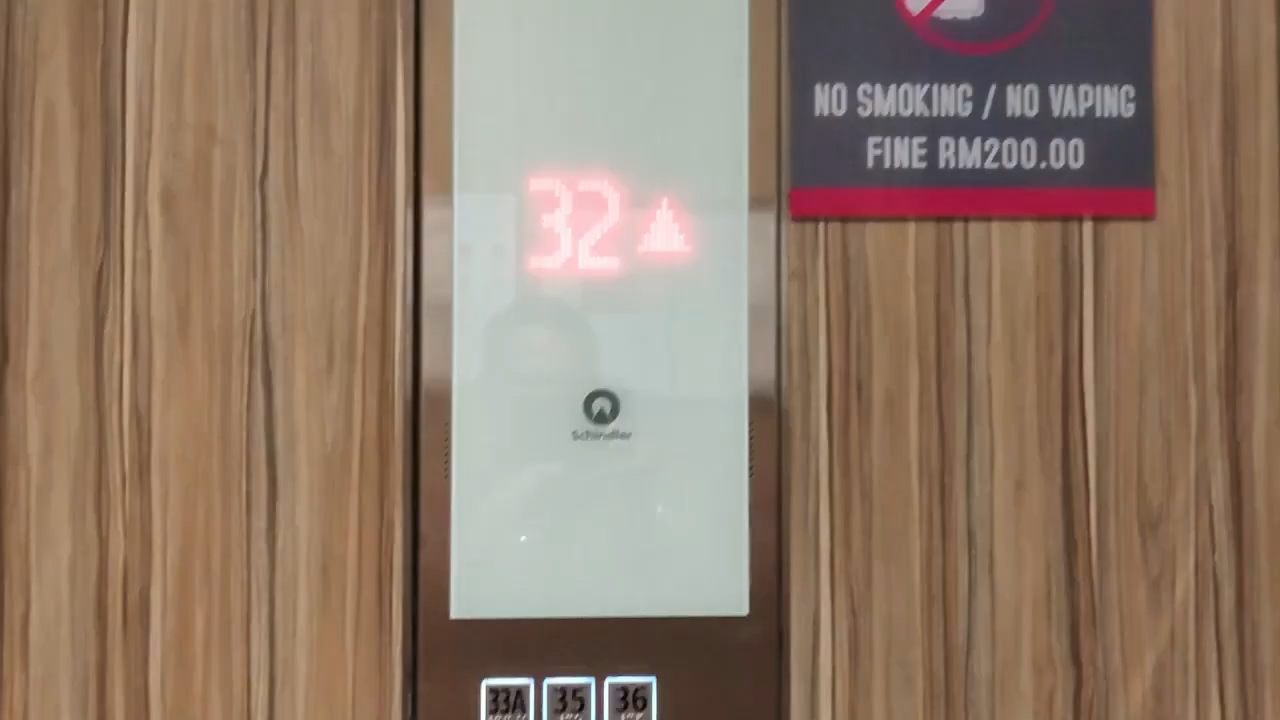 NO SMOKING / NO VAPING
FINE RM200.00
32
Schindler
33A 35 36